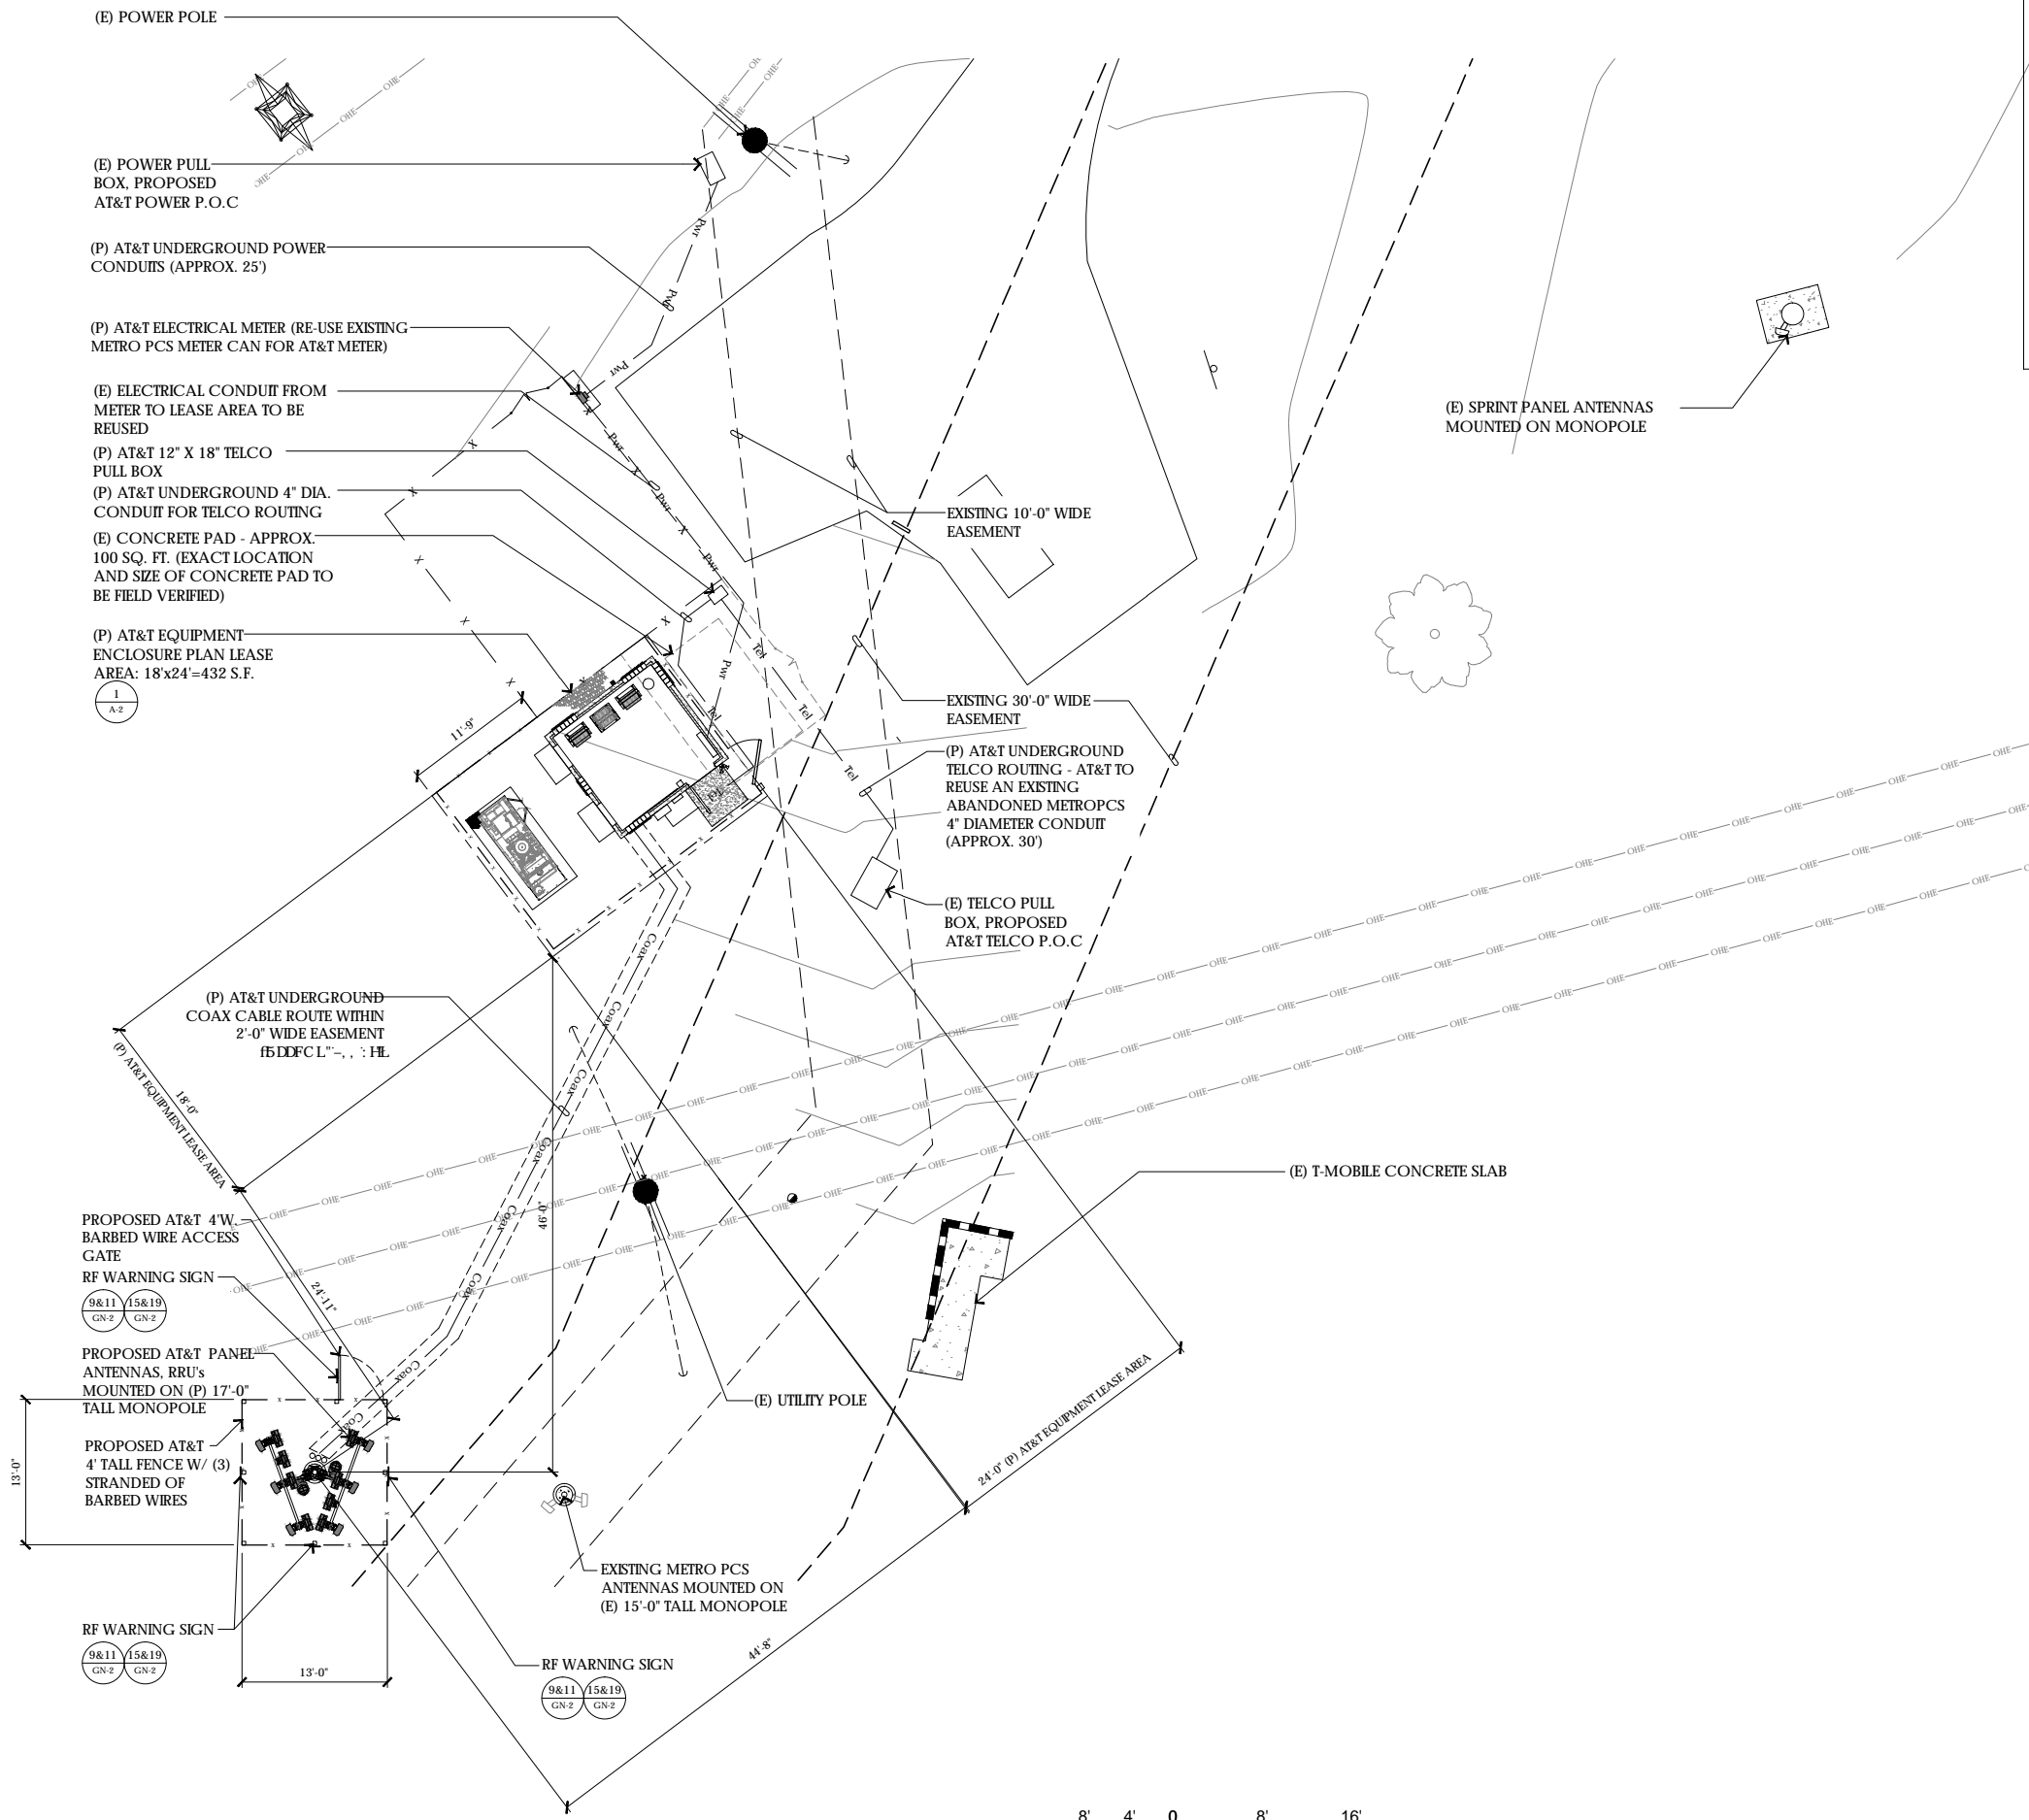 (E) POWER POLE
(E) POWER PULL
BOX, PROPOSED
AT&T POWER P.O.C
(P) AT&T UNDERGROUND POWER
CONDUITS (APPROX. 25')
(P) AT&T ELECTRICAL METER (RE-USE EXISTING
METRO PCS METER CAN FOR AT&T METER)
(E) ELECTRICAL CONDUIT FROM
METER TO LEASE AREA TO BE
REUSED
(P) AT&T 12" X 18" TELCO
PULL BOX
(P) AT&T UNDERGROUND 4" DIA.
CONDUIT FOR TELCO ROUTING
(E) CONCRETE PAD - APPROX.
100 SQ. FT. (EXACT LOCATION
AND SIZE OF CONCRETE PAD TO
BE FIELD VERIFIED)
(P) AT&T EQUIPMENT
ENCLOSURE PLAN LEASE
AREA: 18'x24'=432 S.F.
1
A-2
11'-9"
(E) SPRINT PANEL ANTENNAS
MOUNTED ON MONOPOLE
EXISTING 10'-0" WIDE
EASEMENT
EXISTING 30'-0" WIDE
EASEMENT
(P) AT&T UNDERGROUND
TELCO ROUTING - AT&T TO
REUSE AN EXISTING
ABANDONED METROPCS
4" DIAMETER CONDUIT
(APPROX. 30')
(E) TELCO PULL
BOX, PROPOSED
AT&T TELCO P.O.C
(P) AT&T UNDERGROUND
COAX CABLE ROUTE WITHIN
2'-0" WIDE EASEMENT
18'-0"
(P) AT&T EQUIPMENT LEASE AREA
46'-0"
24'-11"
(E) T-MOBILE CONCRETE SLAB
PROPOSED AT&T 4'W.
BARBED WIRE ACCESS
GATE
RF WARNING SIGN
9&11 15&19
GN-2 GN-2
PROPOSED AT&T PANEL
ANTENNAS, RRU's
MOUNTED ON (P) 17'-0"
TALL MONOPOLE
PROPOSED AT&T
4' TALL FENCE W/ (3)
STRANDED OF
BARBED WIRES
13'-0"
(E) UTILITY POLE
24'-0" (P) AT&T EQUIPMENT LEASE AREA
EXISTING METRO PCS
ANTENNAS MOUNTED ON
(E) 15'-0" TALL MONOPOLE
RF WARNING SIGN
9&11 15&19
GN-2 GN-2
13'-0"
RF WARNING SIGN
9&11 15&19
GN-2 GN-2
44'-8"
8' 4' 0 8' 16'